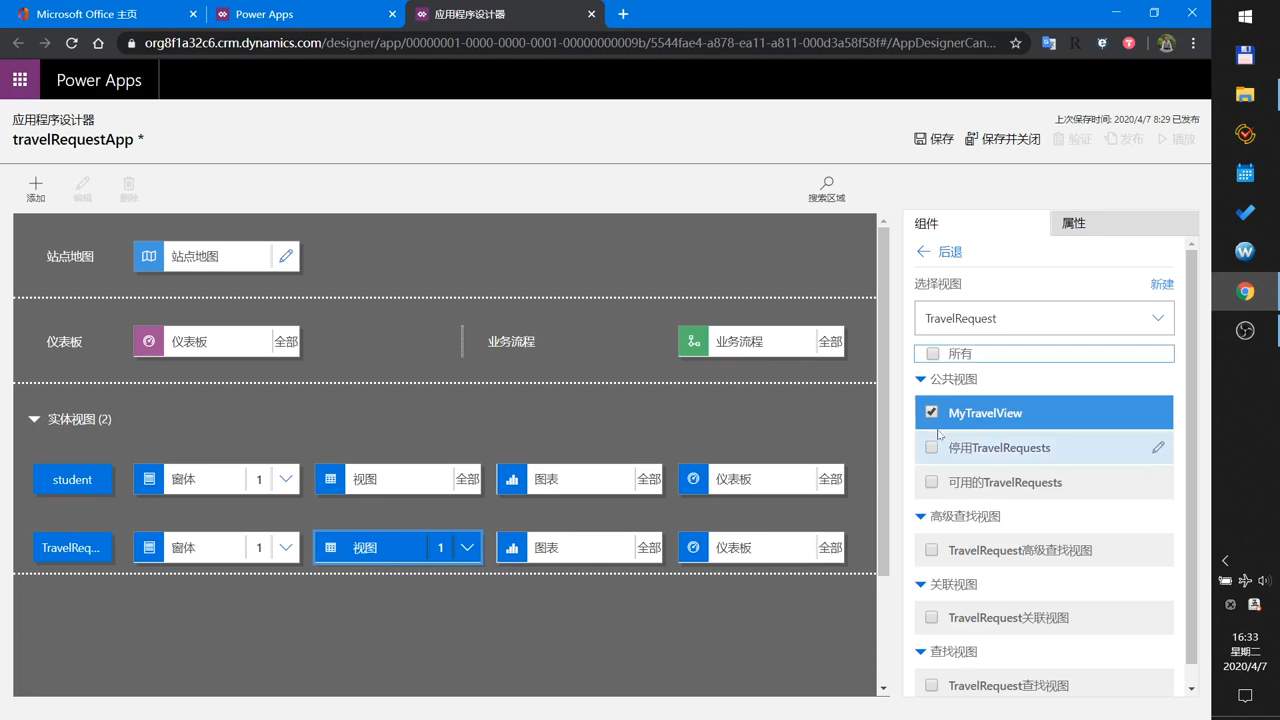 Microsoft Office 主页
Power Apps
应用程序设计器
org8f1a32c6.crm.dynamics.com/designer/app/00000001-0000-0000-0001-00000000009b/5544fae4-a878-ea11-a811-000d3a58f58f#/AppDesignerCan...
Power Apps
应用程序设计器
travelRequestApp *
上次保存时间: 2020/4/7 8:29 已发布
保存
保存并关闭
验证
发布
播放
添加
编辑
删除
搜索区域
站点地图
站点地图
仪表板
仪表板
全部
业务流程
业务流程
全部
实体视图 (2)
student
窗体
1
视图
全部
图表
全部
仪表板
全部
TravelReq...
窗体
1
视图
1
图表
全部
仪表板
全部
组件
属性
后退
选择视图
新建
TravelRequest
所有
公共视图
MyTravelView
停用TravelRequests
可用的TravelRequests
高级查找视图
TravelRequest高级查找视图
关联视图
TravelRequest关联视图
查找视图
TravelRequest查找视图
16:33
星期二
2020/4/7